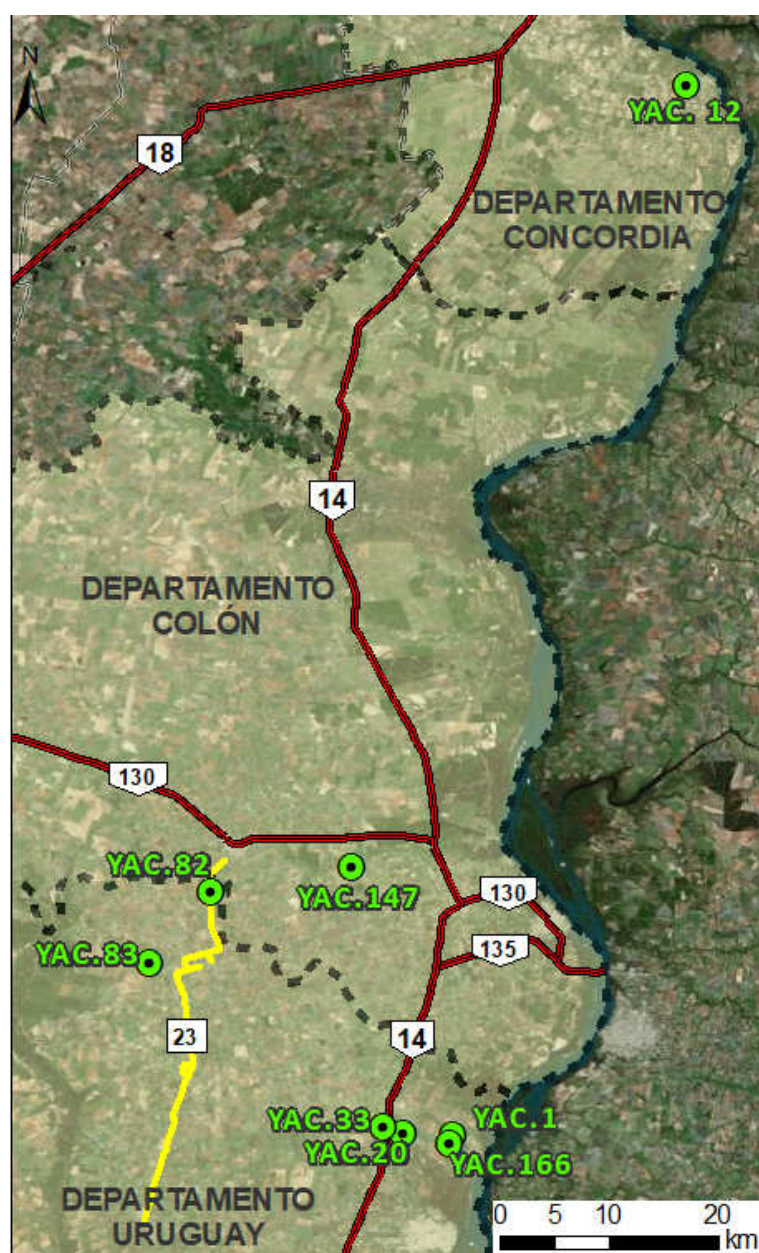 N
YAC. 12
18
DEPARTAMENTO
CONCORDIA
14
DEPARTAMENTO
COLÓN
130
YAC.82
YAC.147
130
YAC.83
135
23
14
YAC.33
YAC.1
YAC.20
YAC.166
DEPARTAMENTO
URUGUAY
0 5 10 20
km